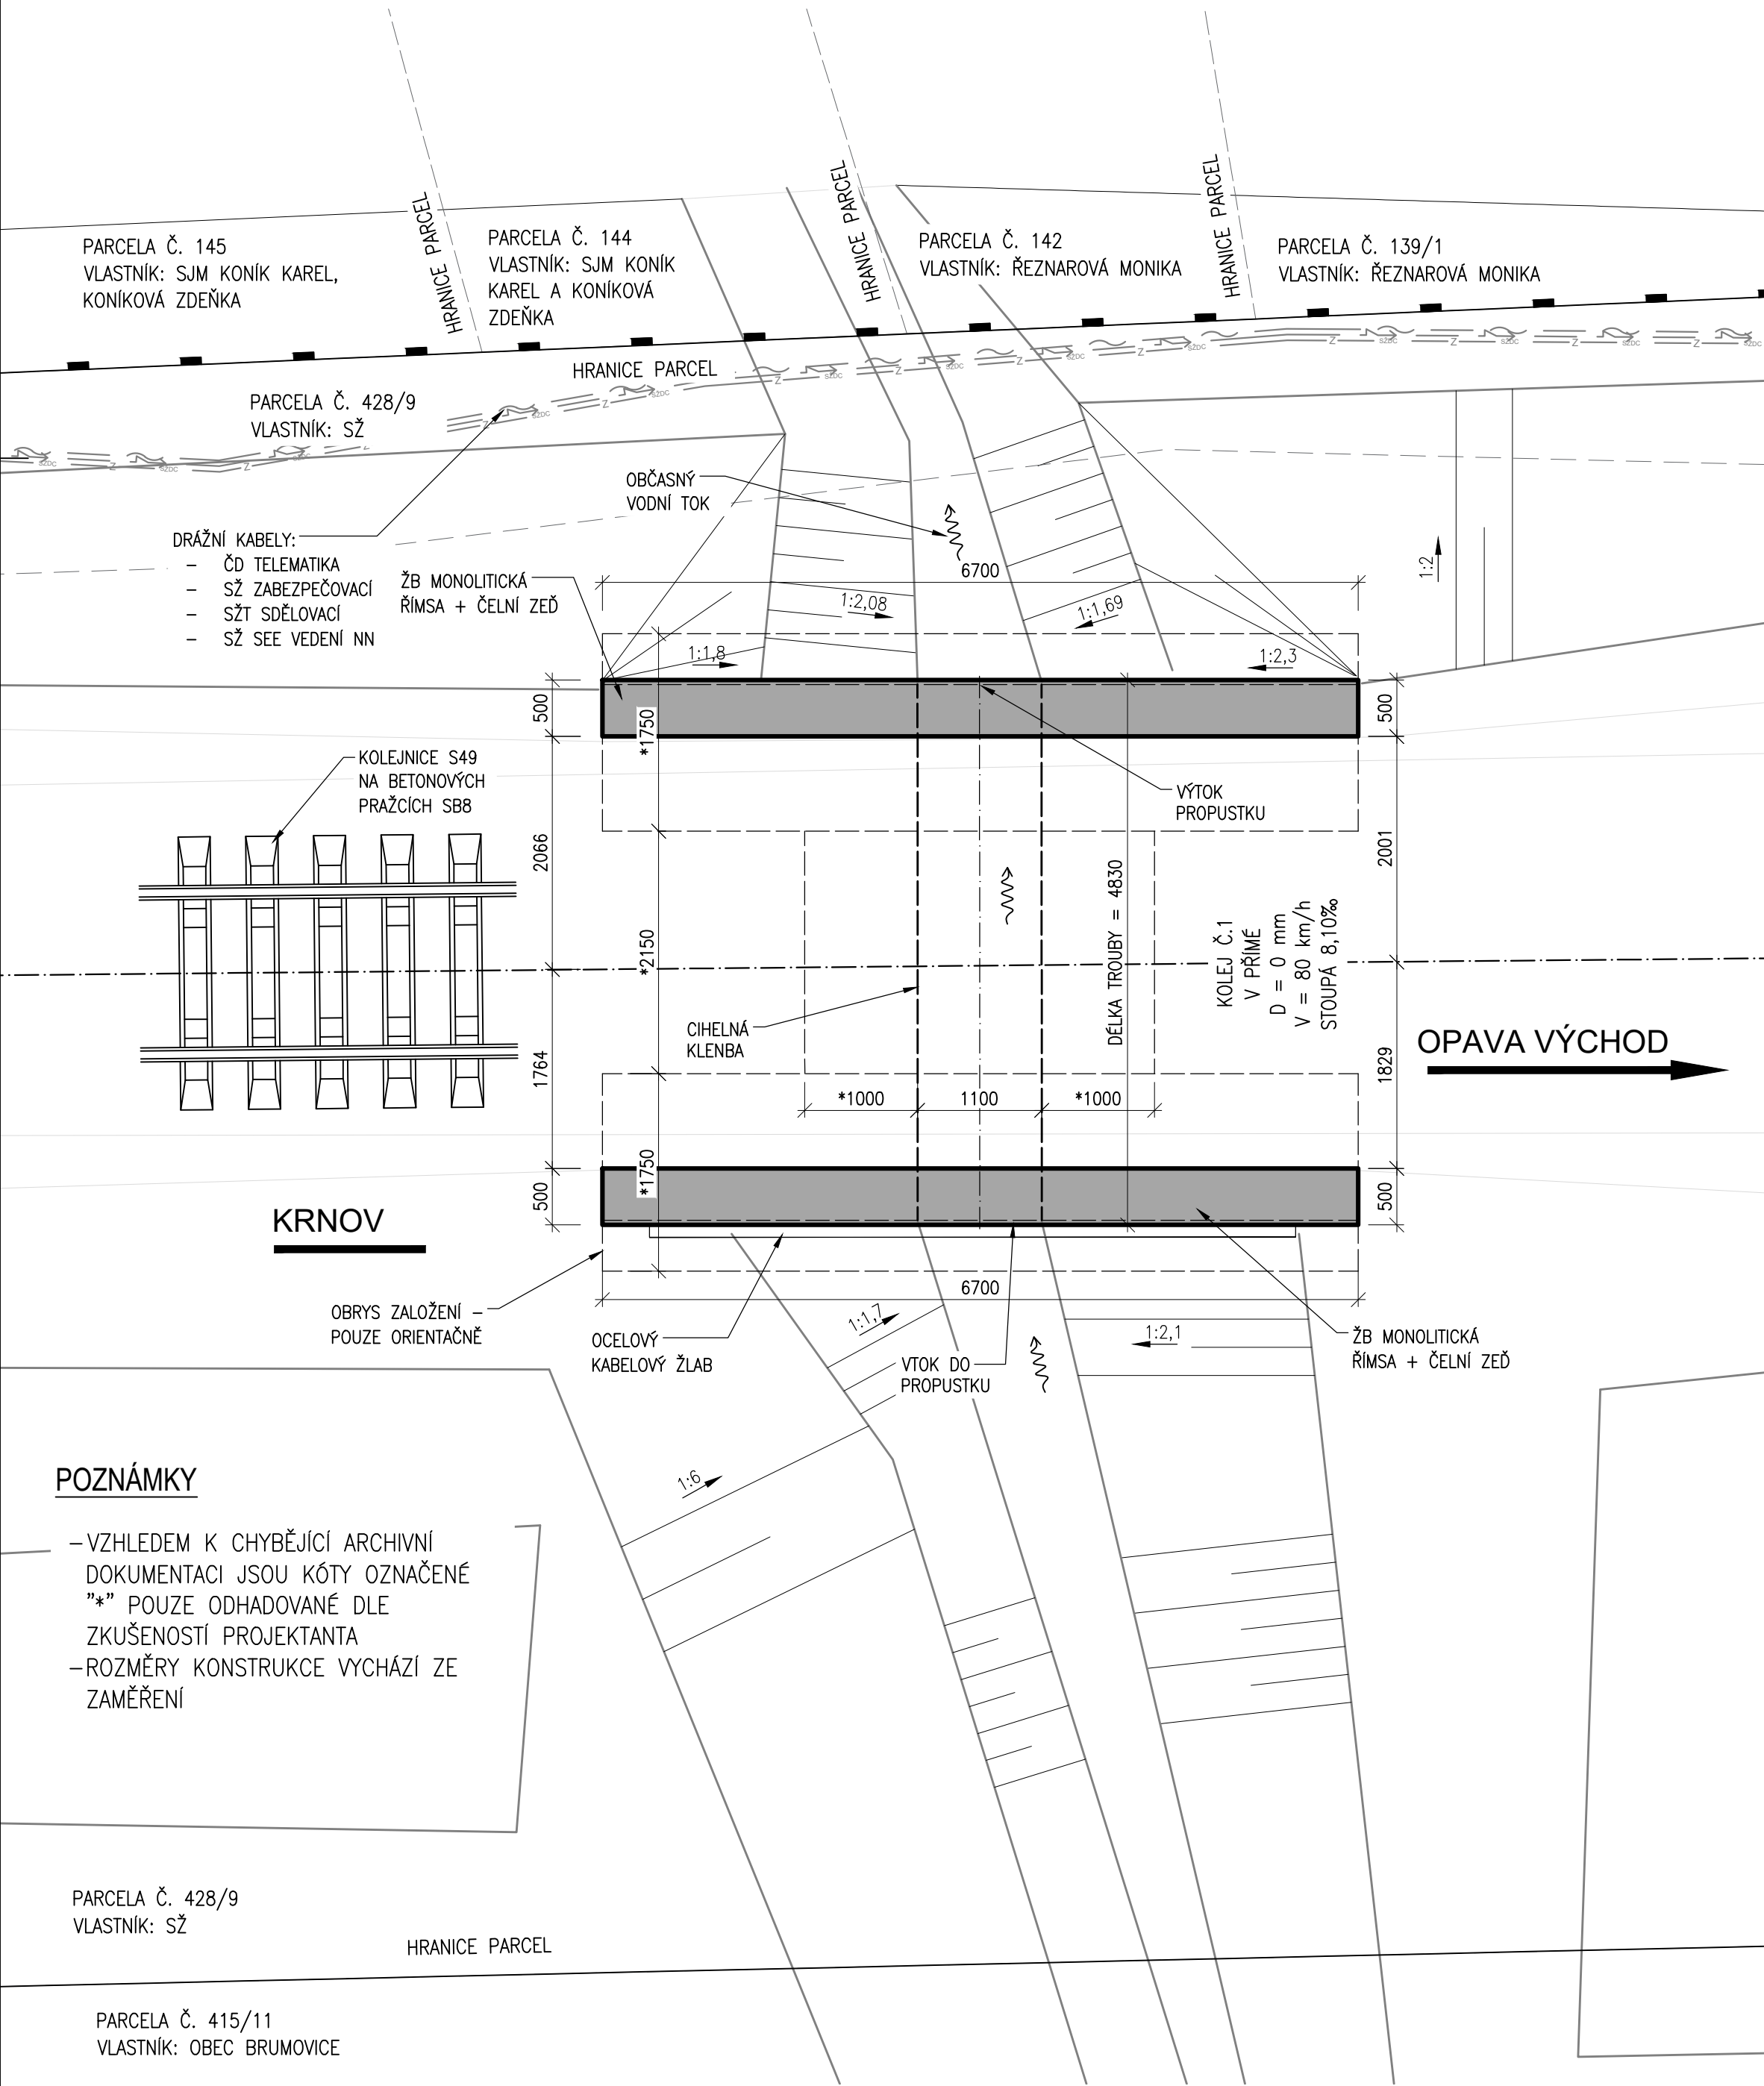 HRANICE PARCEL
HRANICE PARCEL
HRANICE PARCEL
PARCELA Č. 145
VLASTNÍK: SJM KONÍK KAREL,
KONÍKOVÁ ZDEŇKA
PARCELA Č. 144
VLASTNÍK: SJM KONÍK
KAREL A KONÍKOVÁ
ZDEŇKA
PARCELA Č. 142
VLASTNÍK: ŘEZNAROVÁ MONIKA
PARCELA Č. 139/1
VLASTNÍK: ŘEZNAROVÁ MONIKA
HRANICE PARCEL
PARCELA Č. 428/9
VLASTNÍK: SŽ
OBČASNÝ
VODNÍ TOK
DRÁŽNÍ KABELY:
– ČD TELEMATIKA
– SŽ ZABEZPEČOVACÍ
– SŽT SDĚLOVACÍ
– SŽ SEE VEDENÍ NN
ŽB MONOLITICKÁ
ŘÍMSA + ČELNÍ ZEĎ
6700
1:2,08
1:1,69
1:2
1:1,8
1:2,3
500
*1750
500
KOLEJNICE S49
NA BETONOVÝCH
PRAŽCÍCH SB8
VÝTOK
PROPUSTKU
2066
2001
*2150
DÉLKA TROUBY = 4830
KOLEJ Č.1
V PŘÍMÉ
D = 0 mm
V = 80 km/h
STOUPÁ 8,10‰
CIHELNÁ
KLENBA
OPAVA VÝCHOD
1764
1829
*1000
1100
*1000
*1750
500
500
KRNOV
6700
OBRYS ZALOŽENÍ –
POUZE ORIENTAČNĚ
OCELOVÝ
KABELOVÝ ŽLAB
1:1,7
VTOK DO
PROPUSTKU
1:2,1
ŽB MONOLITICKÁ
ŘÍMSA + ČELNÍ ZEĎ
1:6
POZNÁMKY
– VZHLEDEM K CHYBĚJÍCÍ ARCHIVNÍ
DOKUMENTACI JSOU KÓTY OZNAČENÉ
"*" POUZE ODHADOVANÉ DLE
ZKUŠENOSTÍ PROJEKTANTA
– ROZMĚRY KONSTRUKCE VYCHÁZÍ ZE
ZAMĚŘENÍ
PARCELA Č. 428/9
VLASTNÍK: SŽ
HRANICE PARCEL
PARCELA Č. 415/11
VLASTNÍK: OBEC BRUMOVICE